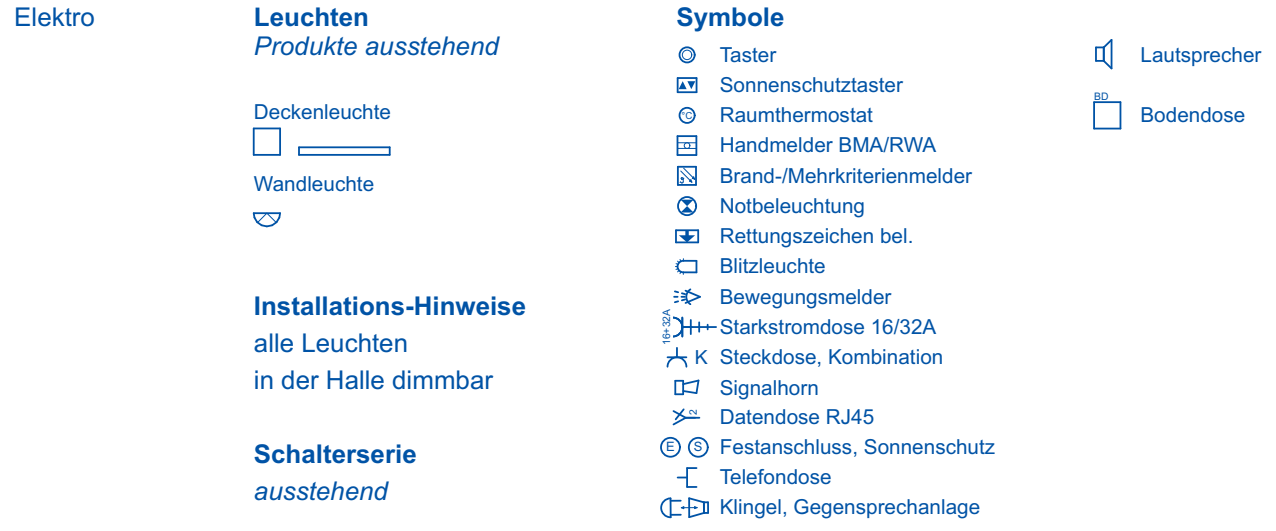 Elektro
Leuchten
Produkte ausstehend
Deckenleuchte
Wandleuchte
Installations-Hinweise
alle Leuchten
in der Halle dimmbar
Schalterserie
ausstehend
Symbole
Taster
Sonnenschutztaster
°C Raumthermostat
Handmelder BMA/RWA
Brand-/Mehrkriterienmelder
Notbeleuchtung
Rettungszeichen bel.
Blitzleuchte
Bewegungsmelder
16+32A Starkstromdose 16/32A
K Steckdose, Kombination
Signalhorn
2 Datendose RJ45
E S Festanschluss, Sonnenschutz
Telefondose
Klingel, Gegensprechanlage
Lautsprecher
BD
Bodendose